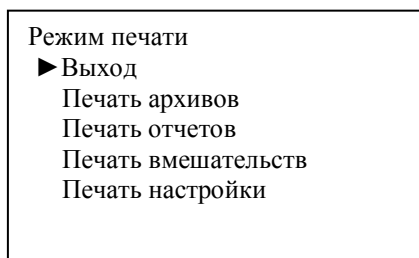 Режим печати
►Выход
Печать архивов
Печать отчетов
Печать вмешательств
Печать настройки